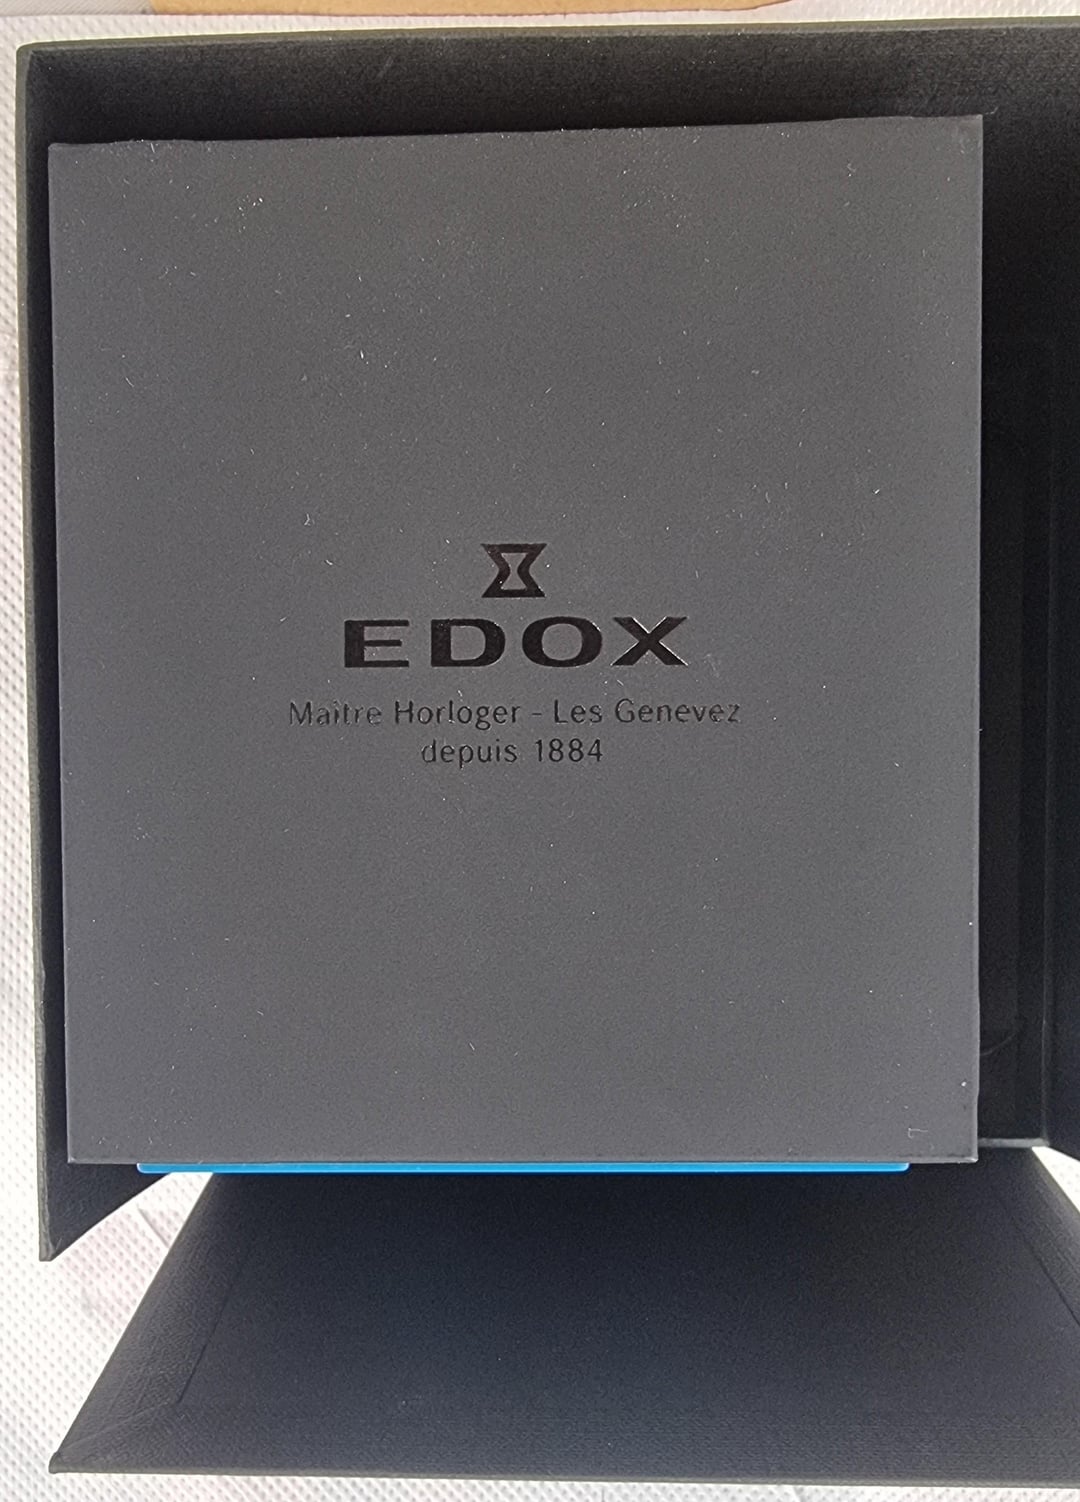 EDOX
Maître Horloger - Les Genevez
depuis 1884